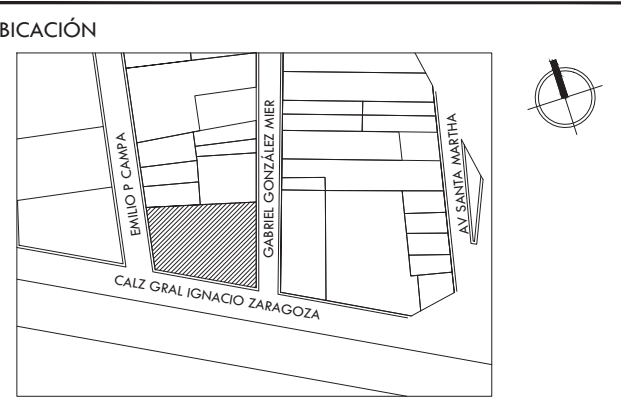 BICACIÓN
EMILIO P CAMPA
GABRIEL GONZÁLEZ MIER
AV SANTA MARTHA
CALZ GRAL IGNACIO ZARAGOZA